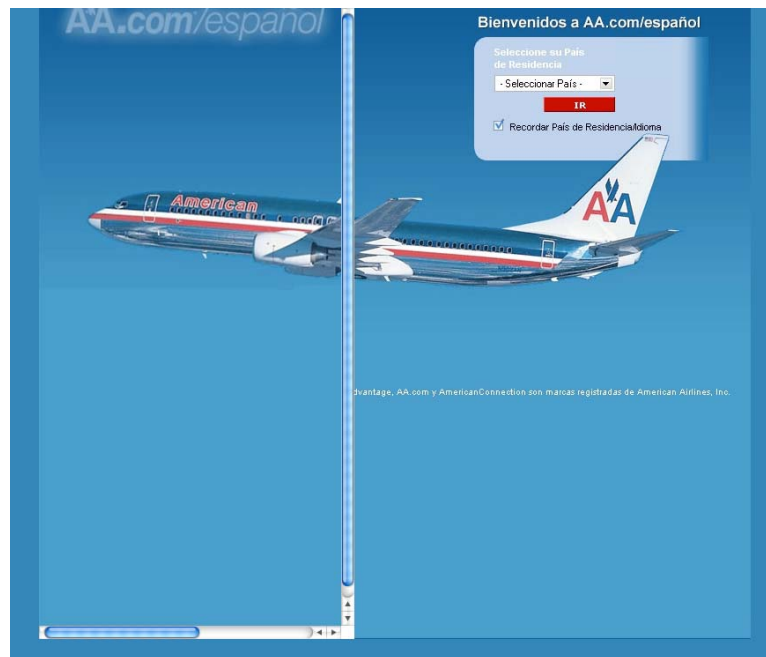 AA.com/español
Bienvenidos a AA.com/español
Seleccione su País
de Residencia
- Seleccionar País -
IR
Recordar País de Residencia/Idioma
American
AA
dvantage, AA.com y AmericanConnection son marcas registradas de American Airlines, Inc.